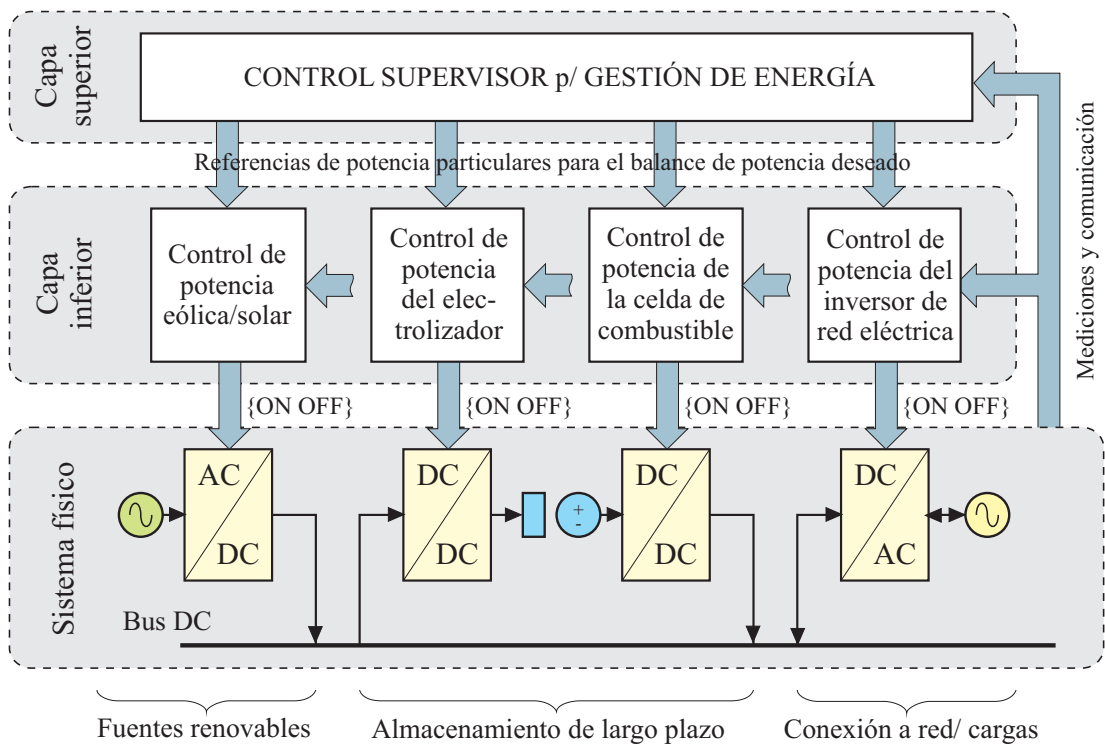 Capa
superior
CONTROL SUPERVISOR p/ GESTIÓN DE ENERGÍA
Referencias de potencia particulares para el balance de potencia deseado
Mediciones y comunicación
Capa
inferior
Control de
potencia
eólica/solar
Control de
potencia
del elec-
trolizador
Control de
potencia de
la celda de
combustible
Control de
potencia del
inversor de
red eléctrica
{ON OFF}
{ON OFF}
{ON OFF}
{ON OFF}
Sistema físico
AC
DC
DC
DC
+
-
DC
DC
DC
AC
Bus DC
Fuentes renovables
Almacenamiento de largo plazo
Conexión a red/ cargas